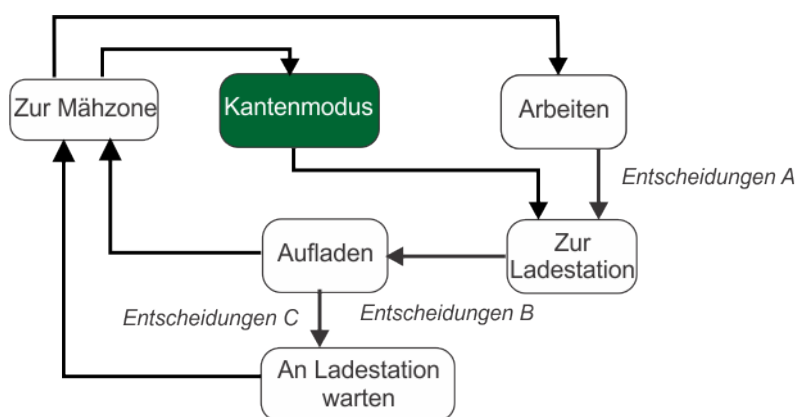 Zur Mähzone
Kantenmodus
Arbeiten
Entscheidungen A
Aufladen
Zur
Ladestation
Entscheidungen C
Entscheidungen B
An Ladestation
warten